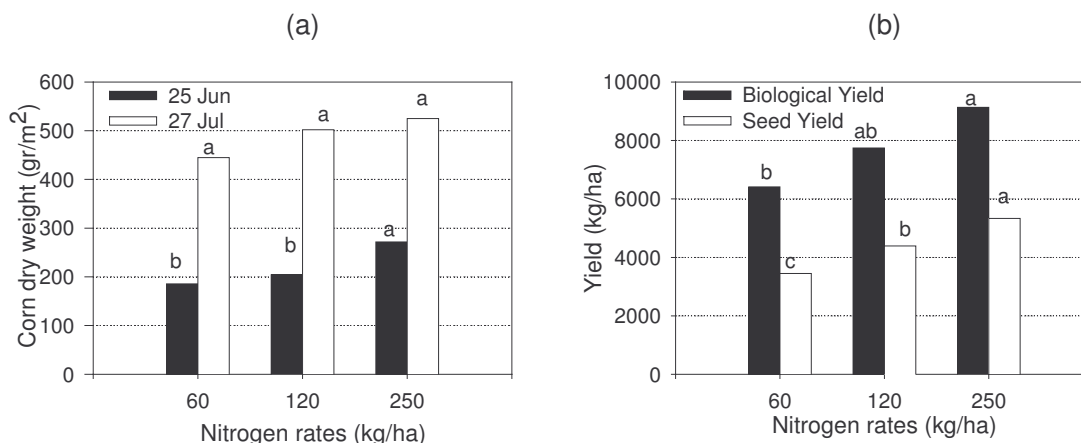 (a)
600
500
400
300
200
100
0
Corn dry weight (gr/m²)
25 Jun
27 Jul
b
a
b
a
a
a
60
120
250
Nitrogen rates (kg/ha)
(b)
10000
8000
6000
4000
2000
0
Yield (kg/ha)
Biological Yield
Seed Yield
b
c
ab
b
a
a
60
120
250
Nitrogen rates (kg/ha)